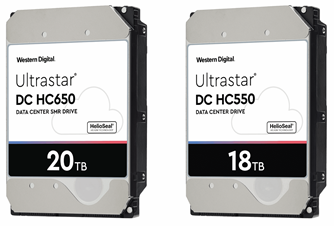 Western Digital
Ultrastar®
DC HC650
DATA CENTER SMR DRIVE
HelioSeal®
20TB
Western Digital
Ultrastar®
DC HC550
DATA CENTER DRIVE
HelioSeal®
18TB